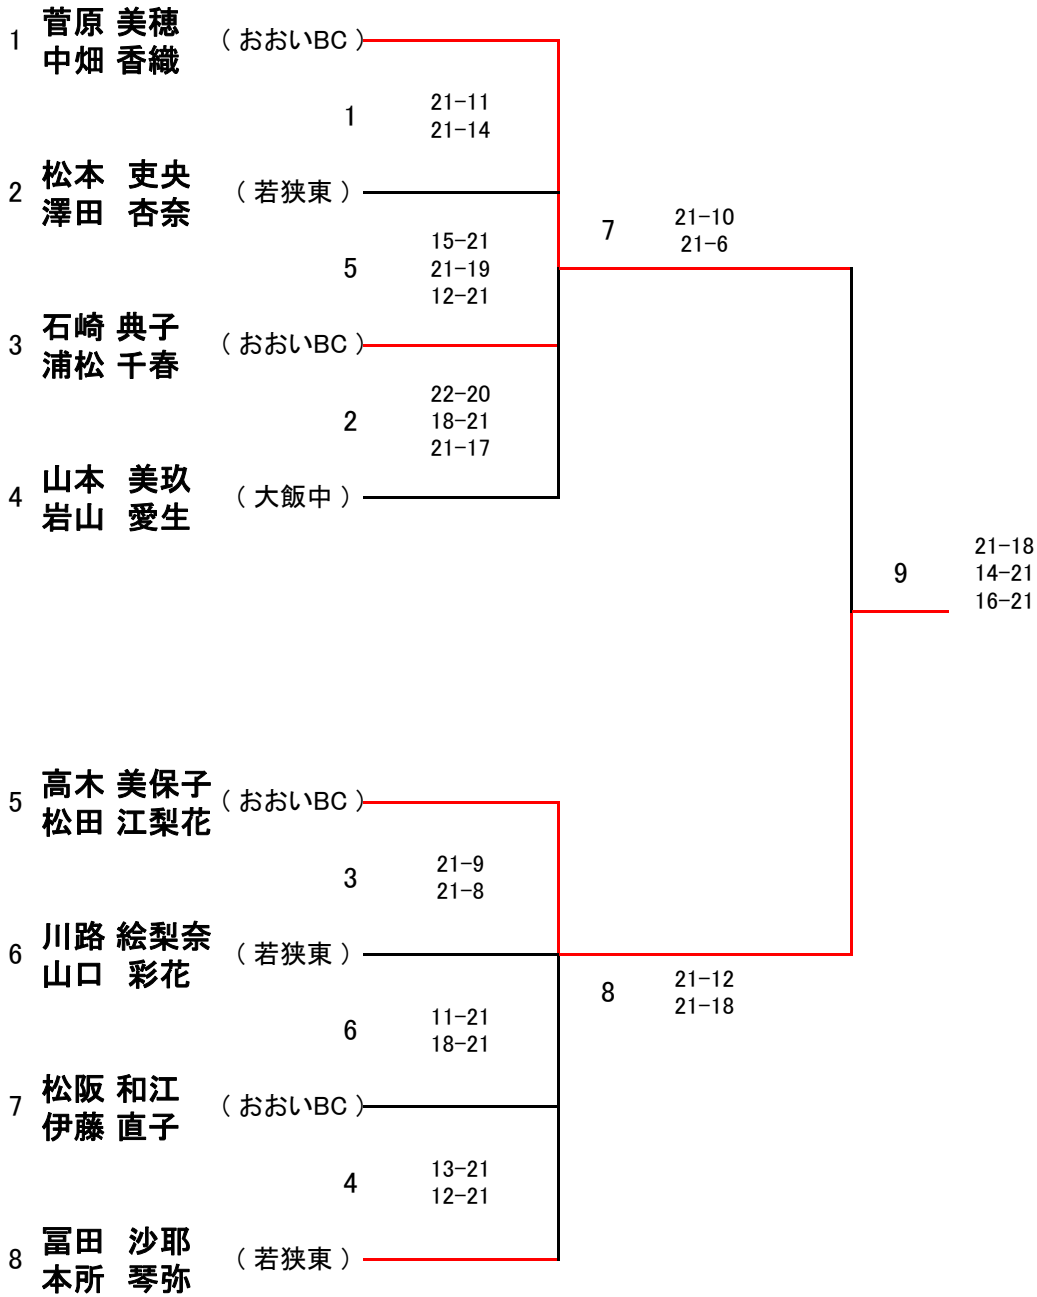 1 菅原 美穂
中畑 香織
( おおいBC )
1
21-11
21-14
2 松本 吏央
澤田 杏奈
( 若狭東 )
7
21-10
21-6
5
15-21
21-19
12-21
3 石崎 典子
浦松 千春
( おおいBC )
2
22-20
18-21
21-17
4 山本 美玖
岩山 愛生
( 大飯中 )
9
21-18
14-21
16-21
5 高木 美保子
松田 江梨花
( おおいBC )
3
21-9
21-8
6 川路 絵梨奈
山口 彩花
( 若狭東 )
8
21-12
21-18
6
11-21
18-21
7 松阪 和江
伊藤 直子
( おおいBC )
4
13-21
12-21
8 冨田 沙耶
本所 琴弥
( 若狭東 )